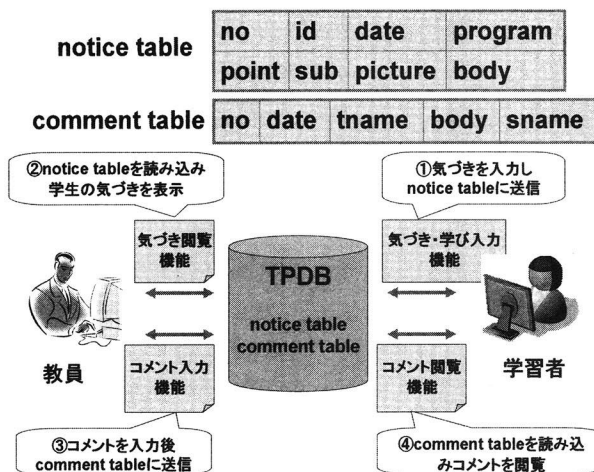 notice table
no id date program
point sub picture body
comment table
no date tname body sname
②notice tableを読み込み
学生の気づきを表示
①気づきを入力し
notice tableに送信
気づき閲覧
機能
気づき・学び入力
機能
TPDB
notice table
comment table
教員
学習者
コメント入力
機能
コメント閲覧
機能
③コメントを入力後
comment tableに送信
④comment tableを読み込
みコメントを閲覧